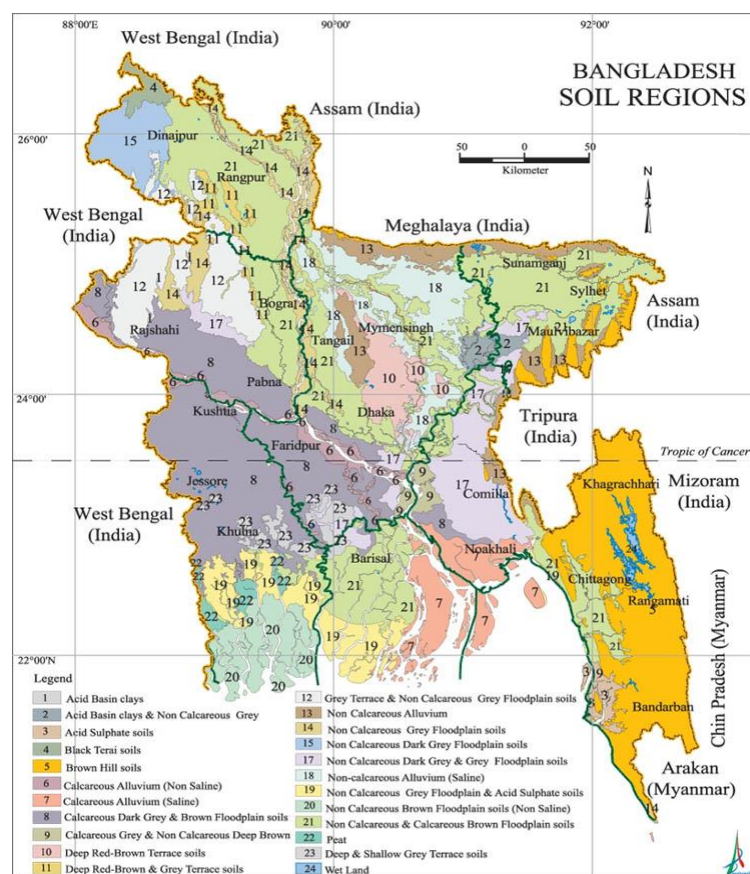 88°00'E
90°00'
92°00'
West Bengal (India)
BANGLADESH
SOIL REGIONS
Assam (India)
26°00'
50
0
50
Kilometer
N
4
15
Dinajpur
Rangpur
West Bengal
(India)
Meghalaya (India)
Sunamganj
Sylhet
Assam
(India)
Bogra
Mymensingh
Maulvibazar
Rajshahi
Tangail
Pabna
24°00'
Kushtia
Dhaka
Tripura
(India)
Faridpur
Tropic of Cancer
Jessore
Comilla
Khagrachhari
Mizoram
(India)
West Bengal
(India)
Khulna
Barisal
Noakhali
Chittagong
Rangamati
22°00'N
Bandarban
Chin Pradesh (Myanmar)
Arakan
(Myanmar)
Legend
1 Acid Basin clays
2 Acid Basin clays & Non Calcareous Grey
3 Acid Sulphate soils
4 Black Terai soils
5 Brown Hill soils
6 Calcareous Alluvium (Non Saline)
7 Calcareous Alluvium (Saline)
8 Calcareous Dark Grey & Brown Floodplain soils
9 Calcareous Grey & Non Calcareous Deep Brown
10 Deep Red-Brown Terrace soils
11 Deep Red-Brown & Grey Terrace soils
12 Grey Terrace & Non Calcareous Grey Floodplain soils
13 Non Calcareous Alluvium
14 Non Calcareous Grey Floodplain soils
15 Non Calcareous Dark Grey Floodplain soils
17 Non Calcareous Dark Grey & Grey Floodplain soils
18 Non-calcareous Alluvium (Saline)
19 Non Calcareous Grey Floodplain & Acid Sulphate soils
20 Non Calcareous Brown Floodplain soils (Non Saline)
21 Non Calcareous & Calcareous Brown Floodplain soils
22 Peat
23 Deep & Shallow Grey Terrace soils
24 Wet Land